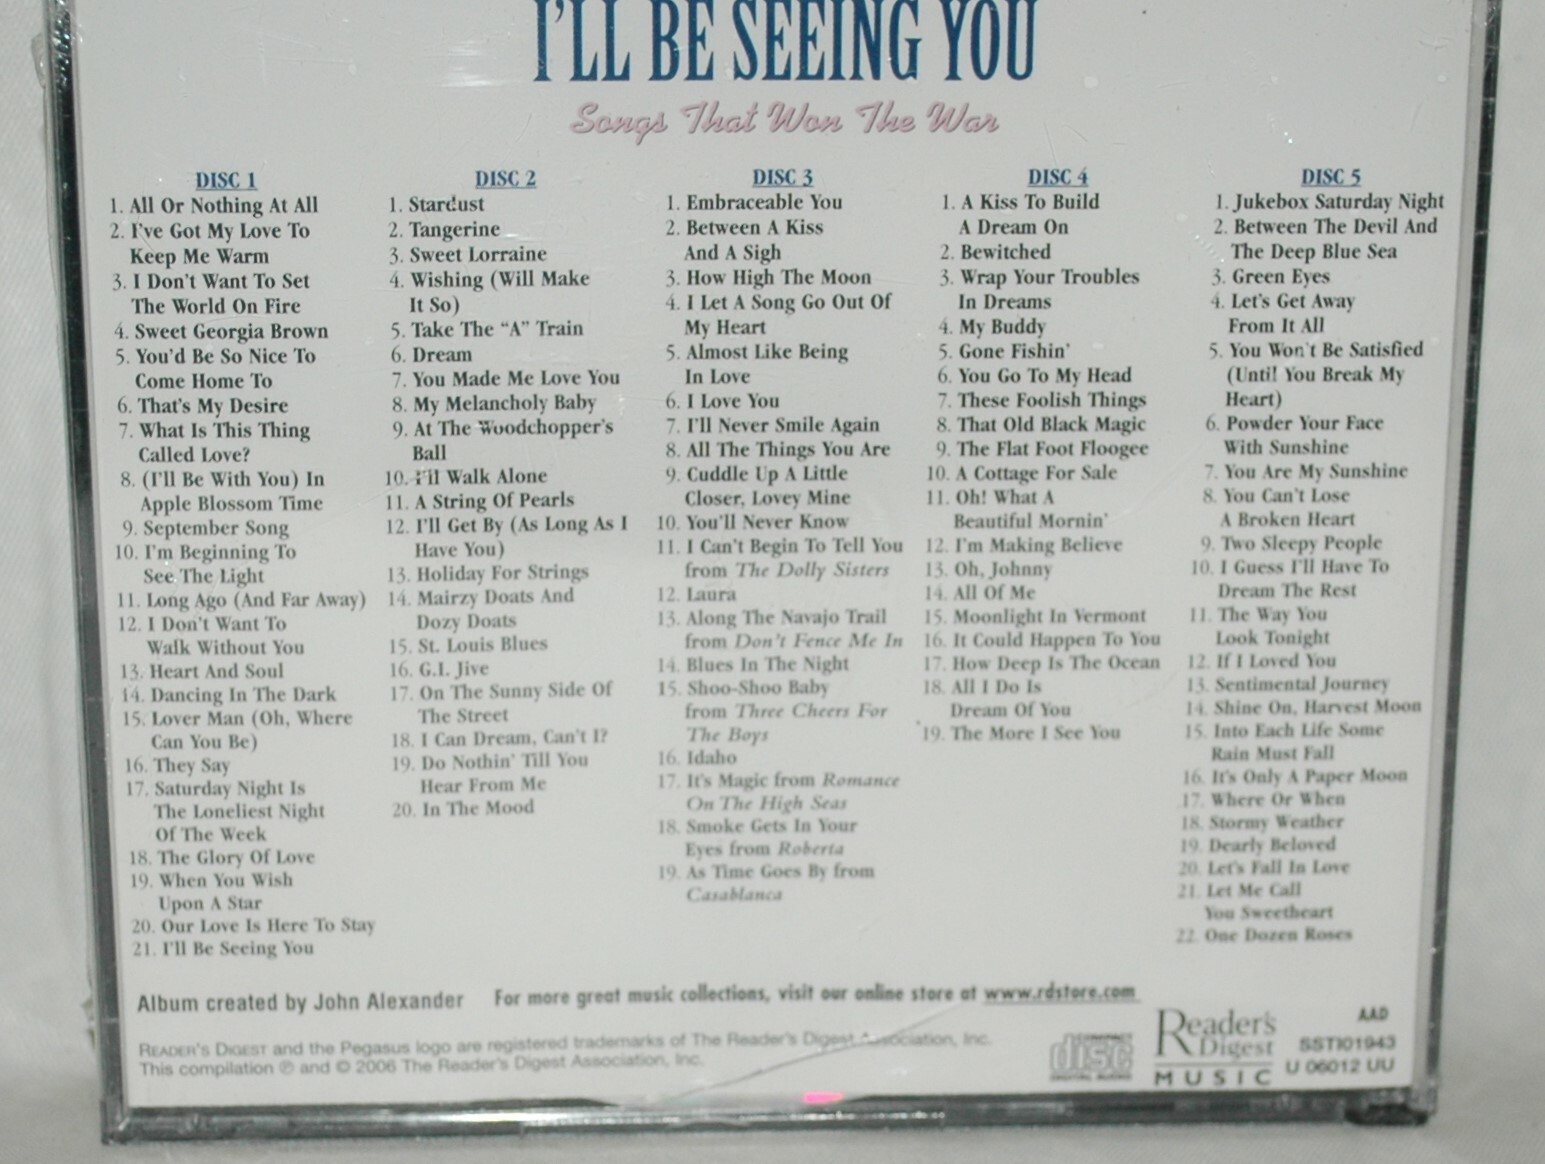 I'LL BE SEEING YOU
Songs That Won The War
DISC 1
1. All Or Nothing At All
2. I've Got My Love To
Keep Me Warm
3. I Don't Want To Set
The World On Fire
4. Sweet Georgia Brown
5. You'd Be So Nice To
Come Home To
6. That's My Desire
7. What Is This Thing
Called Love?
8. (I'll Be With You) In
Apple Blossom Time
9. September Song
10. I'm Beginning To
See The Light
11. Long Ago (And Far Away)
12. I Don't Want To
Walk Without You
13. Heart And Soul
14. Dancing In The Dark
15. Lover Man (Oh, Where
Can You Be)
16. They Say
17. Saturday Night Is
The Loneliest Night
Of The Week
18. The Glory Of Love
19. When You Wish
Upon A Star
20. Our Love Is Here To Stay
21. I'll Be Seeing You
DISC 2
1. Stardust
2. Tangerine
3. Sweet Lorraine
4. Wishing (Will Make
It So)
5. Take The "A" Train
6. Dream
7. You Made Me Love You
8. My Melancholy Baby
9. At The Woodchopper's
Ball
10. I'll Walk Alone
11. A String Of Pearls
12. I'll Get By (As Long As I
Have You)
13. Holiday For Strings
14. Mairzy Doats And
Dozy Doats
15. St. Louis Blues
16. G.I. Jive
17. On The Sunny Side Of
The Street
18. I Can Dream, Can't I?
19. Do Nothin' Till You
Hear From Me
20. In The Mood
DISC 3
1. Embraceable You
2. Between A Kiss
And A Sigh
3. How High The Moon
4. I Let A Song Go Out Of
My Heart
5. Almost Like Being
In Love
6. I Love You
7. I'll Never Smile Again
8. All The Things You Are
9. Cuddle Up A Little
Closer, Lovey Mine
10. You'll Never Know
11. I Can't Begin To Tell You
from The Dolly Sisters
12. Laura
13. Along The Navajo Trail
from Don't Fence Me In
14. Blues In The Night
15. Shoo-Shoo Baby
from Three Cheers For
The Boys
16. Idaho
17. It's Magic from Romance
On The High Seas
18. Smoke Gets In Your
Eyes from Roberta
19. As Time Goes By from
Casablanca
DISC 4
1. A Kiss To Build
A Dream On
2. Bewitched
3. Wrap Your Troubles
In Dreams
4. My Buddy
5. Gone Fishin'
6. You Go To My Head
7. These Foolish Things
8. That Old Black Magic
9. The Flat Foot Floogee
10. A Cottage For Sale
11. Oh! What A
Beautiful Mornin'
12. I'm Making Believe
13. Oh, Johnny
14. All Of Me
15. Moonlight In Vermont
16. It Could Happen To You
17. How Deep Is The Ocean
18. All I Do Is
Dream Of You
19. The More I See You
DISC 5
1. Jukebox Saturday Night
2. Between The Devil And
The Deep Blue Sea
3. Green Eyes
4. Let's Get Away
From It All
5. You Won't Be Satisfied
(Until You Break My
Heart)
6. Powder Your Face
With Sunshine
7. You Are My Sunshine
8. You Can't Lose
A Broken Heart
9. Two Sleepy People
10. I Guess I'll Have To
Dream The Rest
11. The Way You
Look Tonight
12. If I Loved You
13. Sentimental Journey
14. Shine On, Harvest Moon
15. Into Each Life Some
Rain Must Fall
16. It's Only A Paper Moon
17. Where Or When
18. Stormy Weather
19. Dearly Beloved
20. Let's Fall In Love
21. Let Me Call
You Sweetheart
22. One Dozen Roses
Album created by John Alexander
For more great music collections, visit our online store at www.rdstore.com
READER'S DIGEST and the Pegasus logo are registered trademarks of The Reader's Digest Association, Inc.
This compilation ℗ and © 2006 The Reader's Digest Association, Inc.
COMPACT
disc
DIGITAL AUDIO
Reader's
Digest
MUSIC
AAD
SSTI01943
U 06012 UU